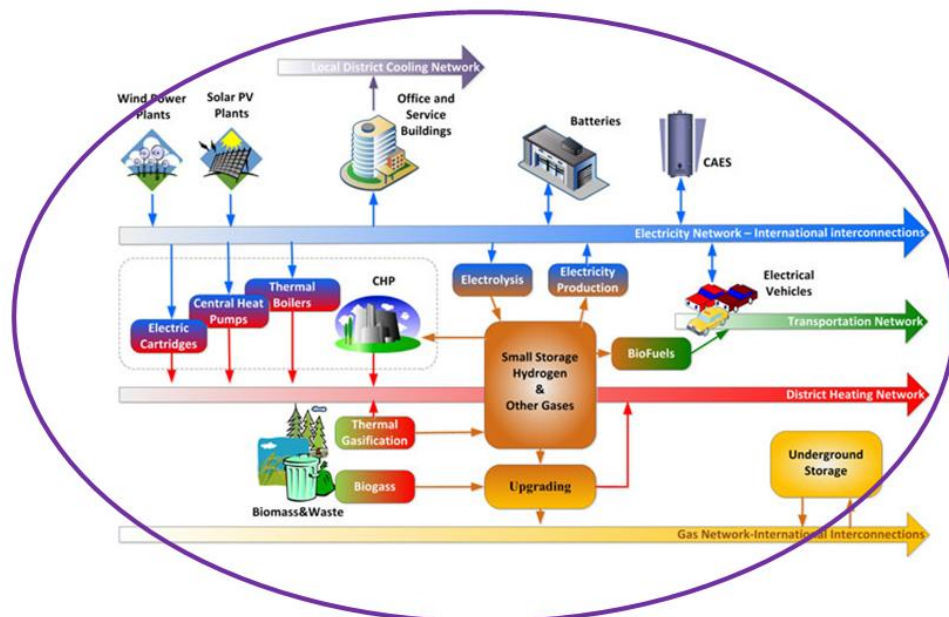 Local District Cooling Network
Wind Power
Plants
Solar PV
Plants
Office and
Service
Buildings
Batteries
CAES
Electricity Network – International interconnections
CHP
Thermal
Boilers
Central Heat
Pumps
Electric
Cartridges
Electrolysis
Electricity
Production
Electrical
Vehicles
Transportation Network
Small Storage
Hydrogen
&
Other Gases
BioFuels
District Heating Network
Thermal
Gasification
Biogass
Biomass&Waste
Upgrading
Underground
Storage
Gas Network-International Interconnections